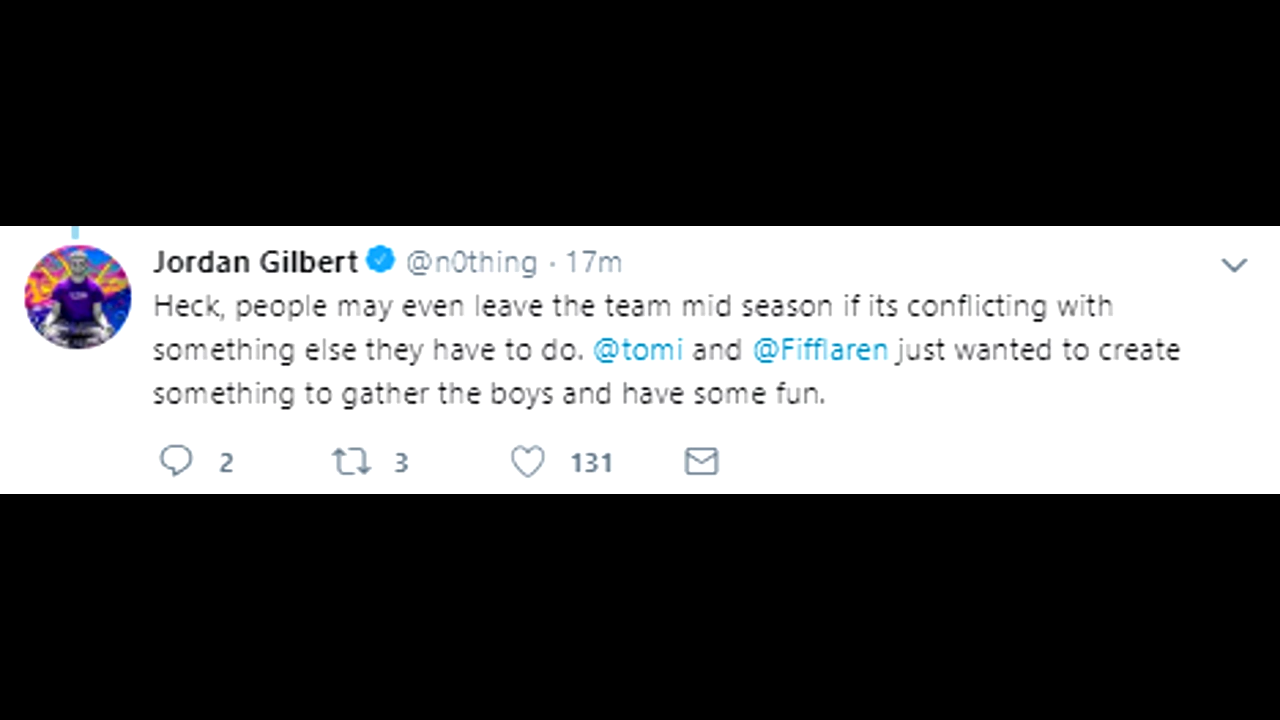 Jordan Gilbert @n0thing · 17m
Heck, people may even leave the team mid season if its conflicting with
something else they have to do. @tomi and @Fifflaren just wanted to create
something to gather the boys and have some fun.
2 3 131